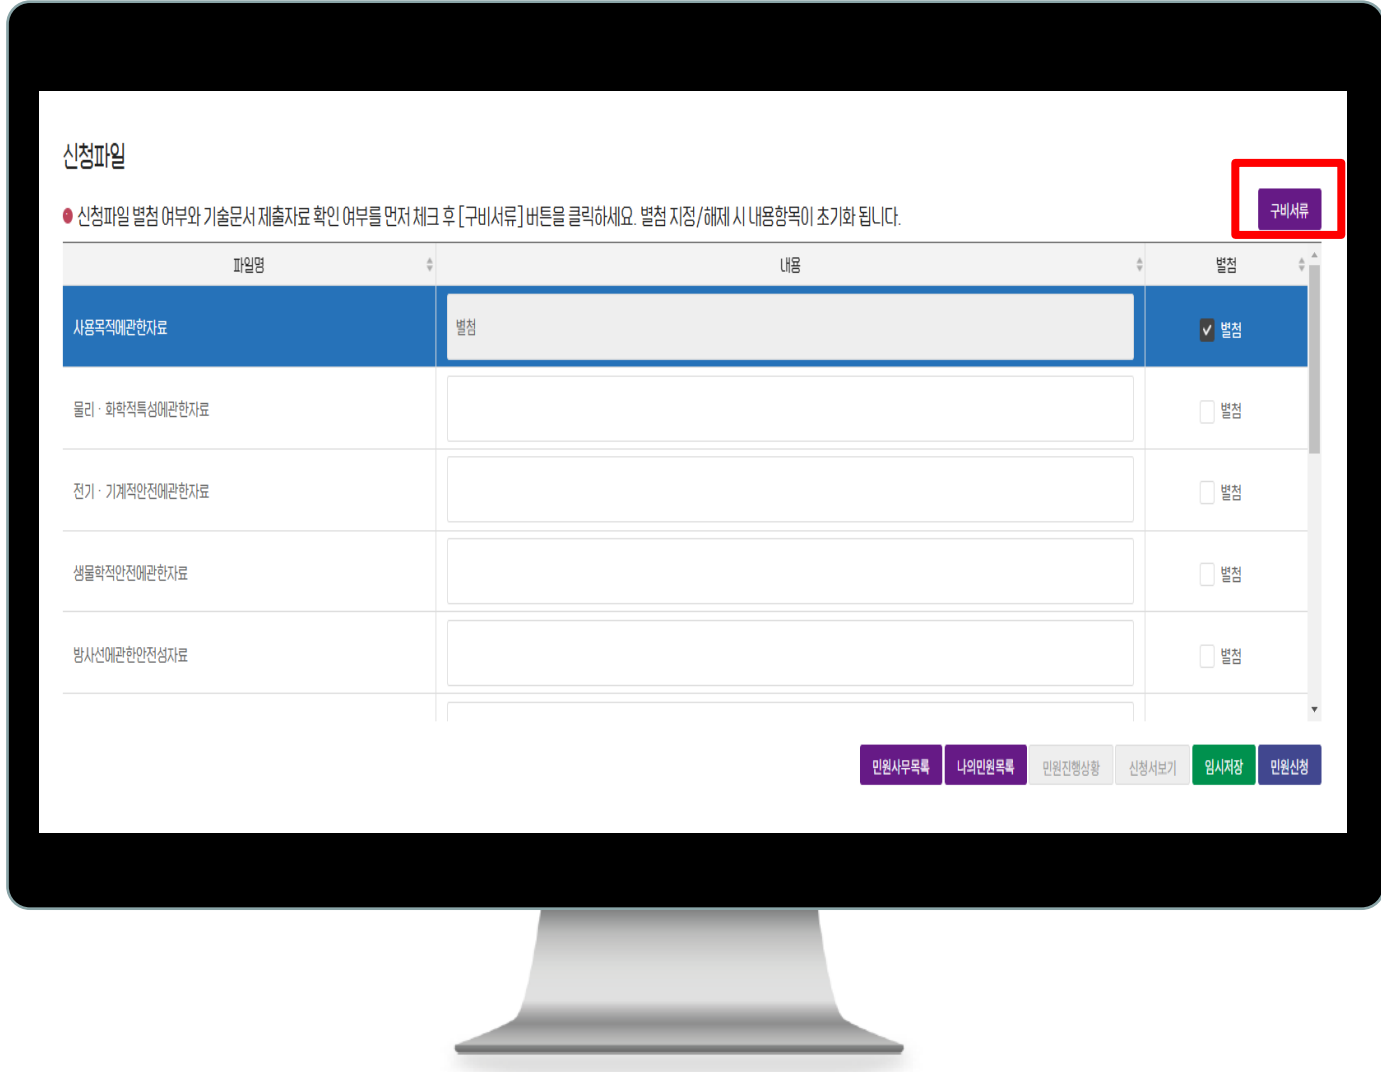 신청파일
신청파일 별첨 여부와 기술문서 제출자료 확인 여부를 먼저 체크 후 [구비서류] 버튼을 클릭하세요. 별첨 지정/해제 시 내용항목이 초기화 됩니다.
구비서류
파일명 내용 별첨
사용목적에관한자료 별첨 별첨
물리 · 화학적특성에관한자료 별첨
전기 · 기계적안전에관한자료 별첨
생물학적안전에관한자료 별첨
방사선에관한안전성자료 별첨
민원사무목록 나의민원목록 민원진행상황 신청서보기 임시저장 민원신청